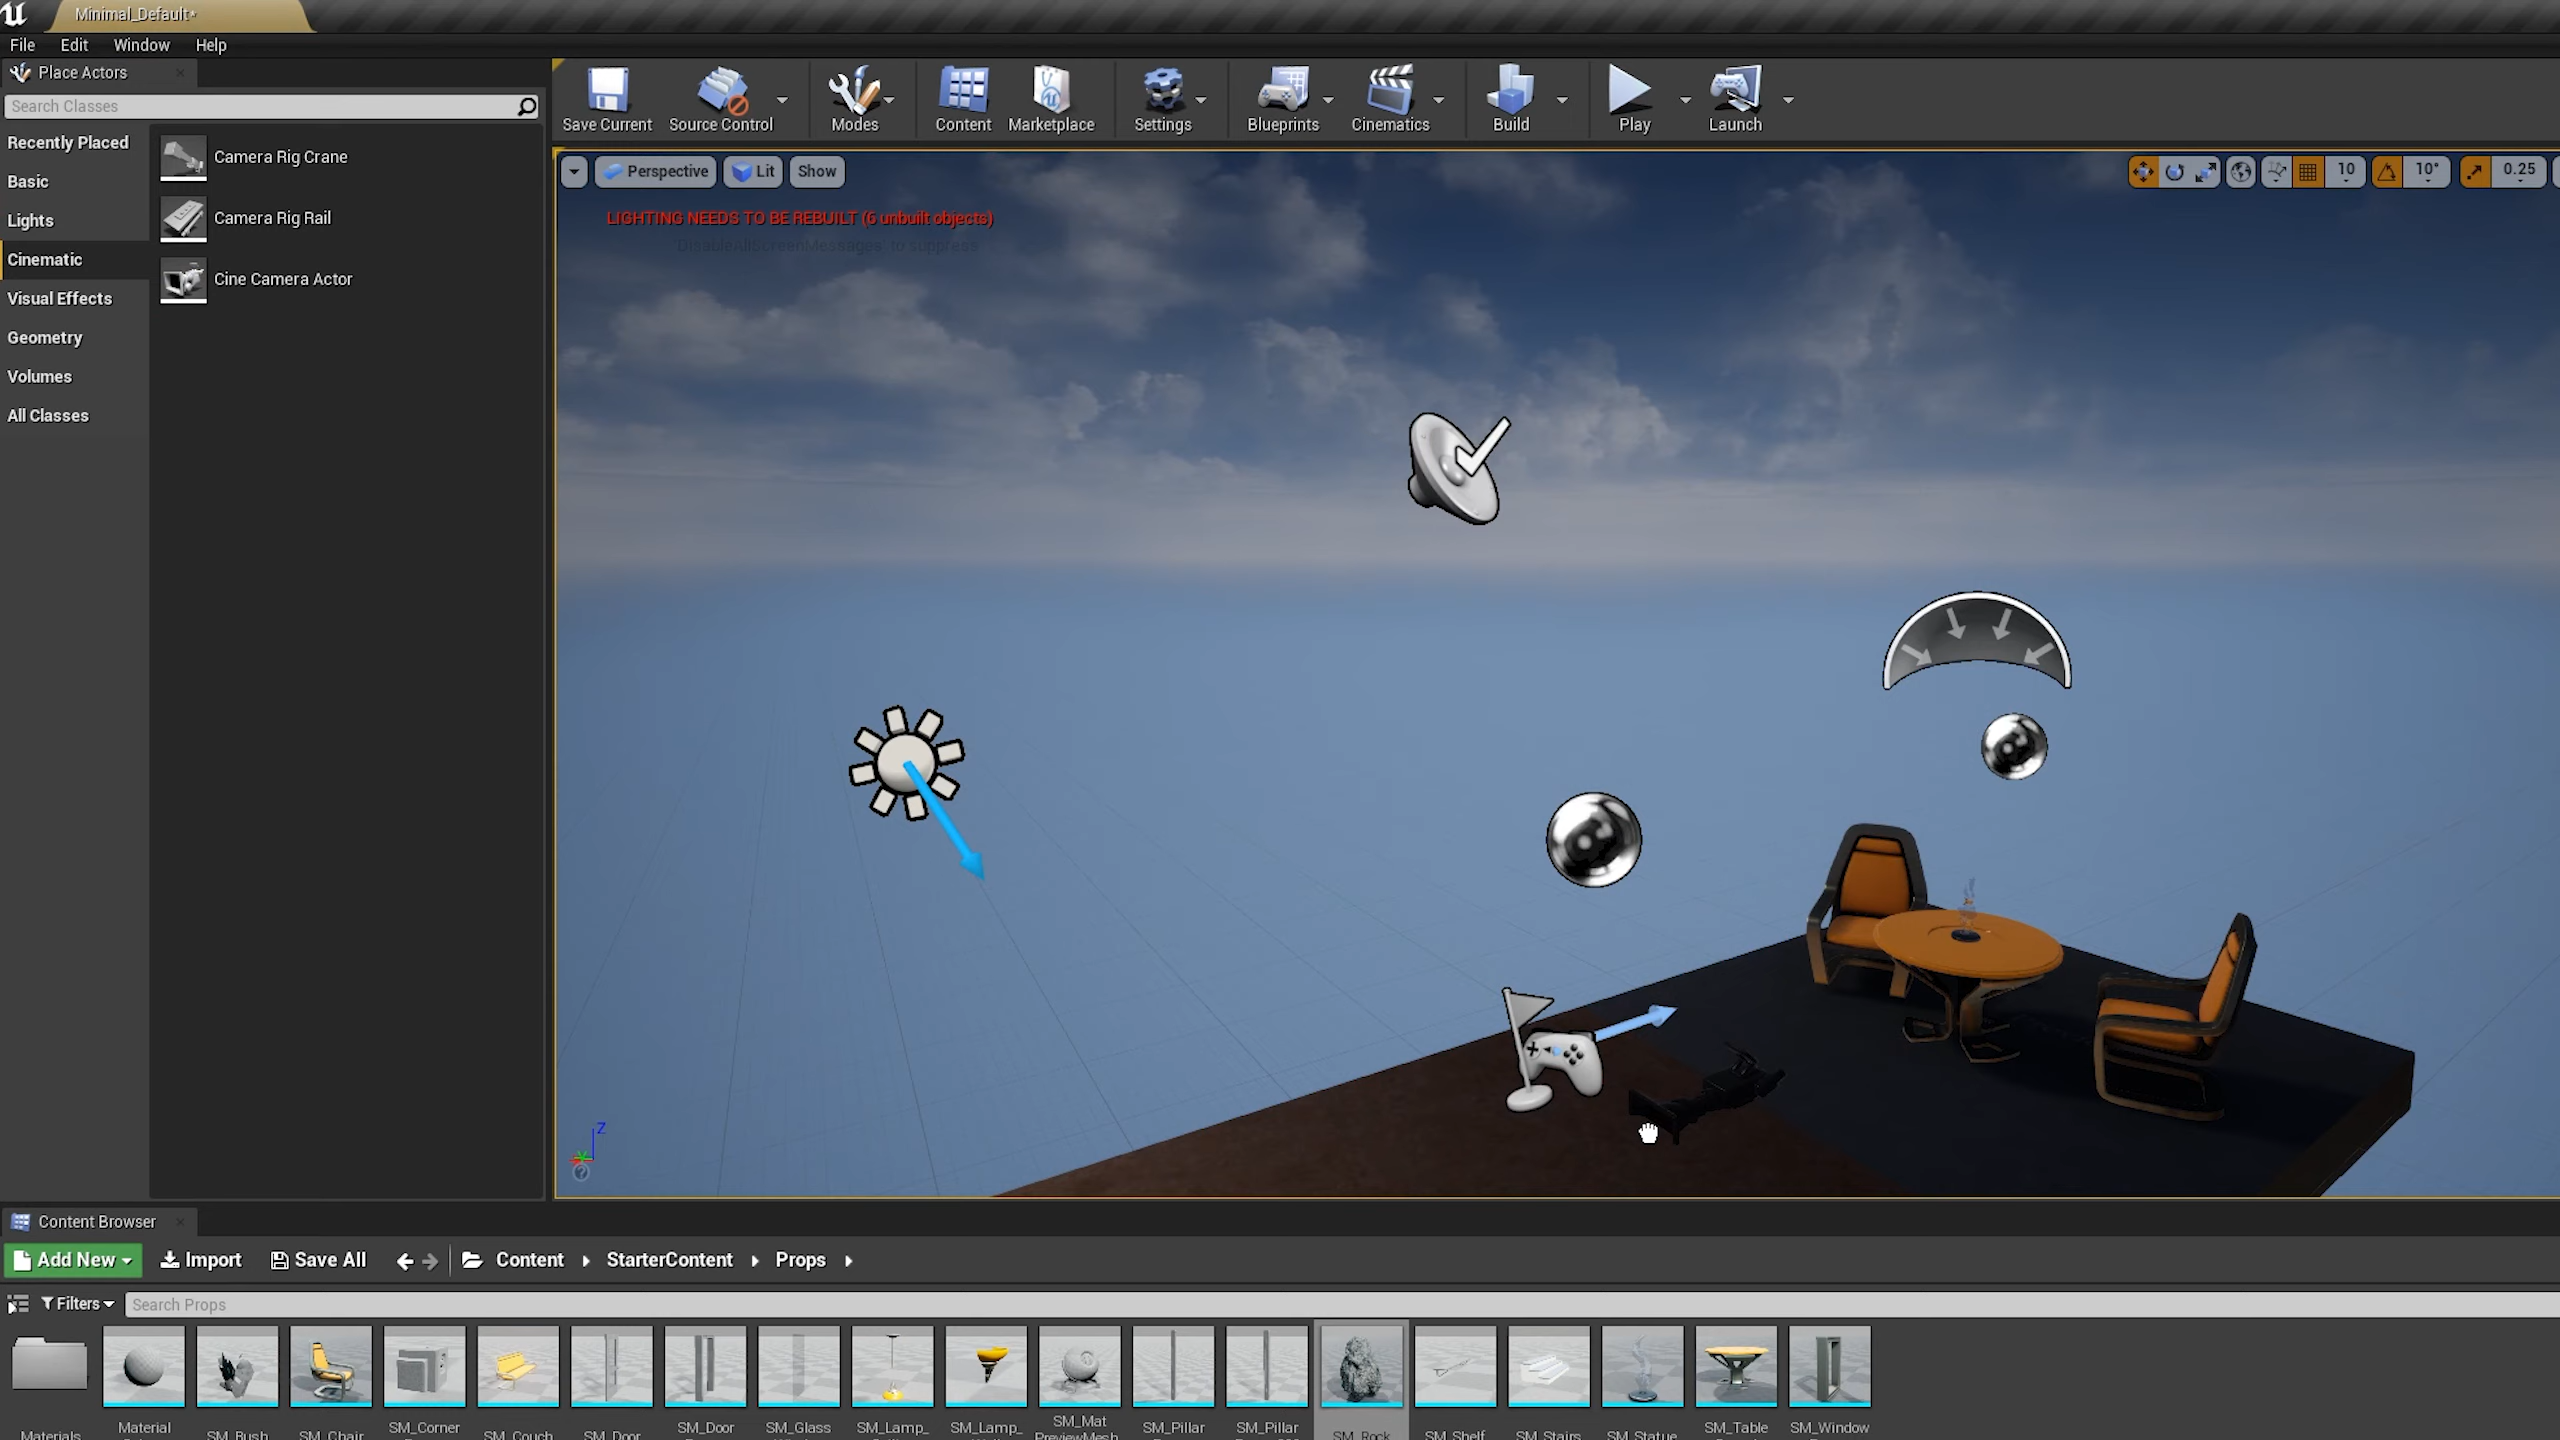 Minimal_Default*
File Edit Window Help
Place Actors
Search Classes
Recently Placed
Basic
Lights
Cinematic
Visual Effects
Geometry
Volumes
All Classes
Camera Rig Crane
Camera Rig Rail
Cine Camera Actor
Save Current Source Control Modes Content Marketplace Settings Blueprints Cinematics Build Play Launch
Perspective Lit Show 10 10° 0.25
LIGHTING NEEDS TO BE REBUILT (6 unbuilt objects)
'DisableAllScreenMessages' to suppress
Z
Content Browser
Add New Import Save All Content StarterContent Props
Filters Search Props
Materials
Material
SM_Bush
SM_Chair
SM_Corner
SM_Couch
SM_Door
SM_Door
SM_Glass
SM_Lamp_
SM_Lamp_
SM_Mat
PreviewMesh
SM_Pillar
SM_Pillar
SM_Rock
SM_Shelf
SM_Stairs
SM_Statue
SM_Table
SM_Window